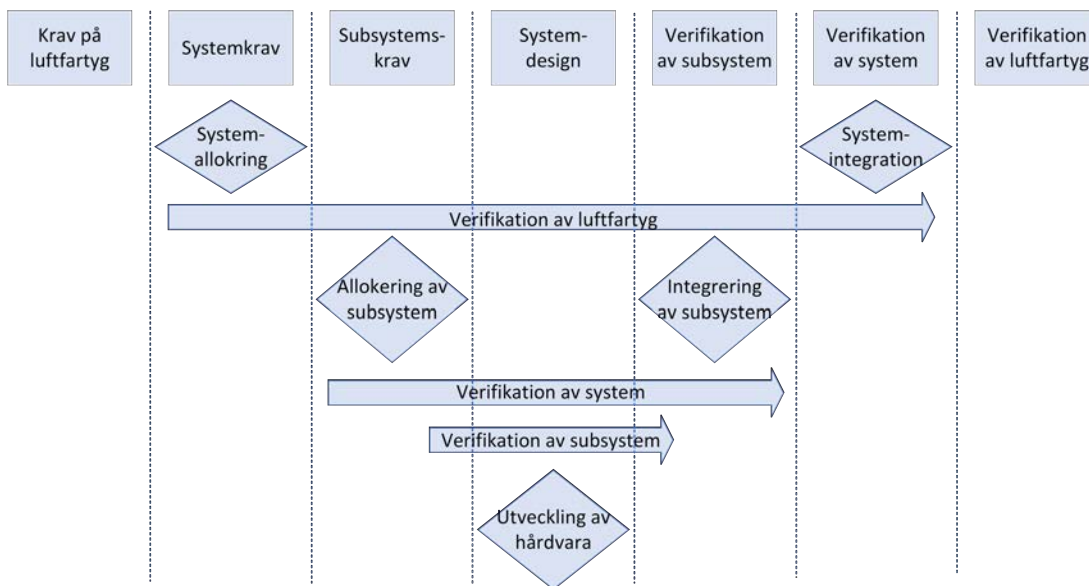 Krav på
luftfartyg
Systemkrav
Subsystems-
krav
System-
design
Verifikation
av subsystem
Verifikation
av system
Verifikation
av luftfartyg
System-
allokring
System-
integration
Verifikation av luftfartyg
Allokering av
subsystem
Integrering
av subsystem
Verifikation av system
Verifikation av subsystem
Utveckling av
hårdvara